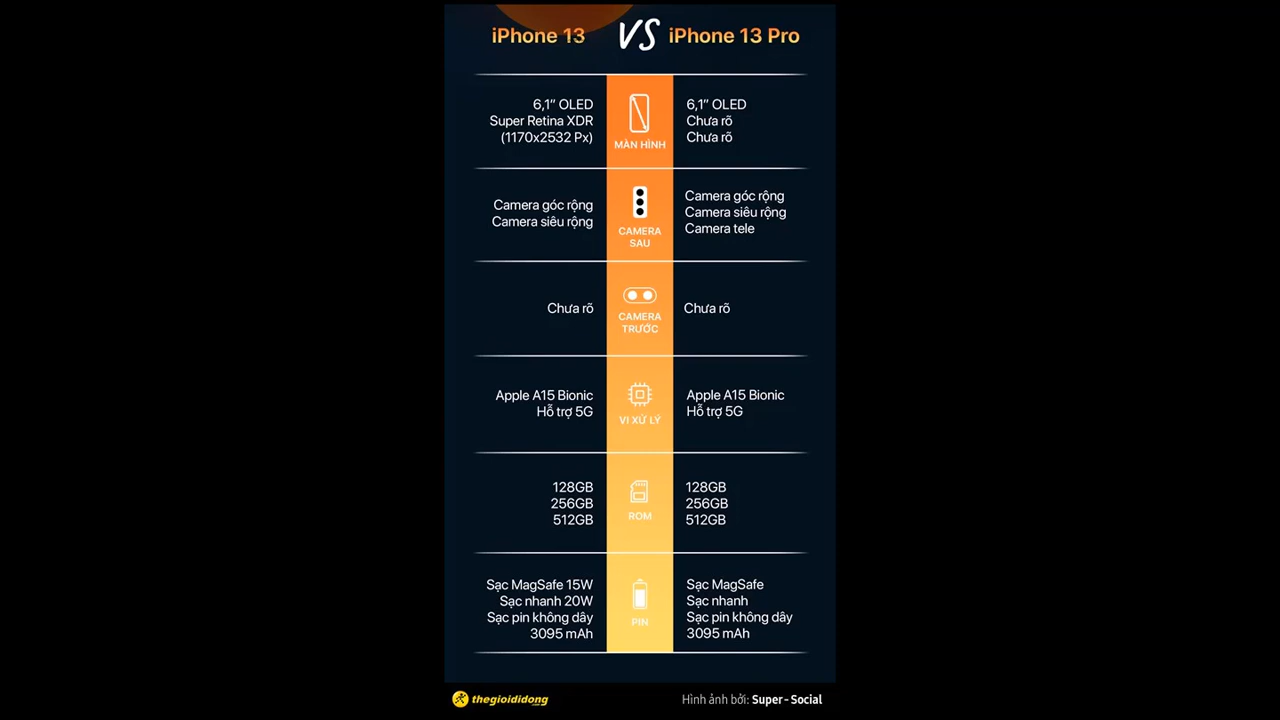 iPhone 13 VS iPhone 13 Pro
6,1” OLED
Super Retina XDR
(1170x2532 Px)
MÀN HÌNH
6,1” OLED
Chưa rõ
Chưa rõ
Camera góc rộng
Camera siêu rộng
CAMERA
SAU
Camera góc rộng
Camera siêu rộng
Camera tele
Chưa rõ
CAMERA
TRƯỚC
Chưa rõ
Apple A15 Bionic
Hỗ trợ 5G
VI XỬ LÝ
Apple A15 Bionic
Hỗ trợ 5G
128GB
256GB
512GB
ROM
128GB
256GB
512GB
Sạc MagSafe 15W
Sạc nhanh 20W
Sạc pin không dây
3095 mAh
PIN
Sạc MagSafe
Sạc nhanh
Sạc pin không dây
3095 mAh
thegioididong
.com
Hình ảnh bởi: Super - Social